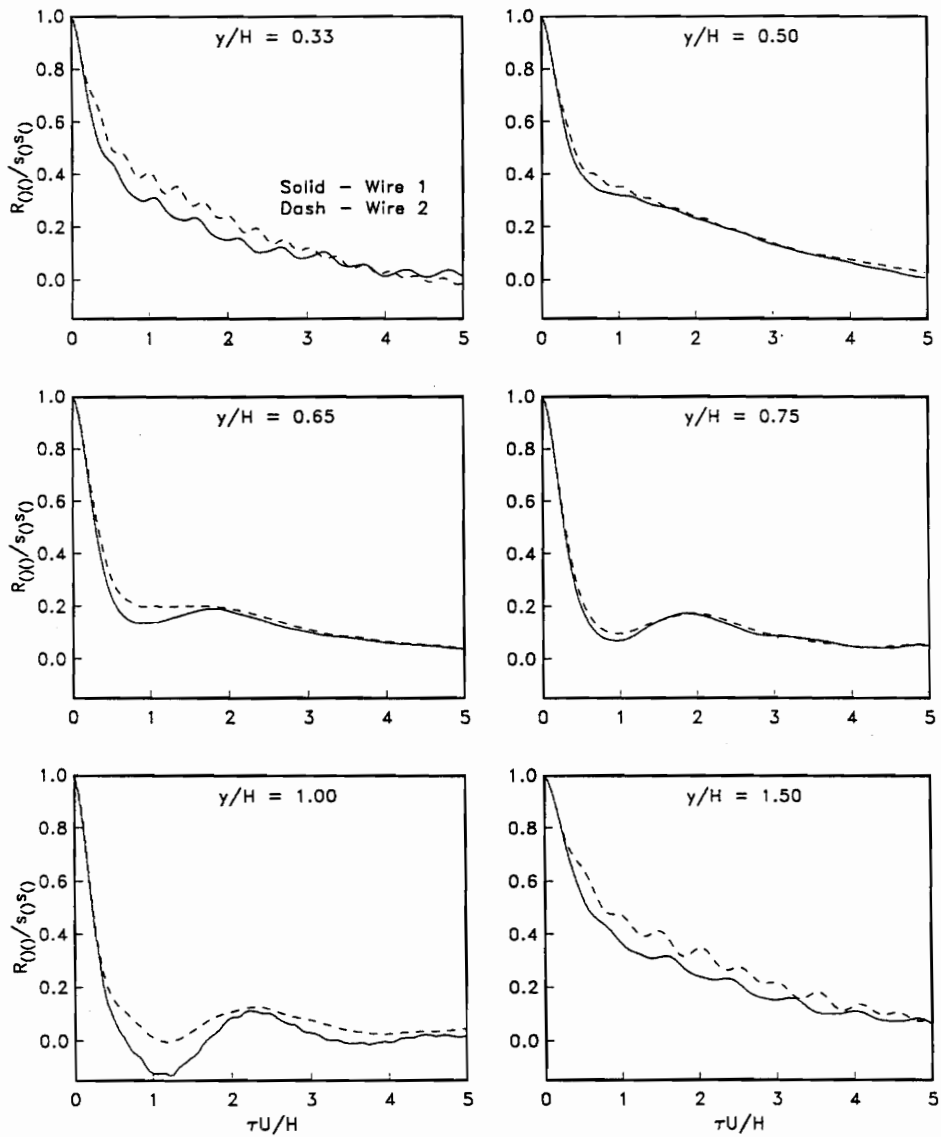 y/H = 0.33
1.0
0.8
0.6
0.4
0.2
0.0
R()()/s()s()
Solid – Wire 1
Dash – Wire 2
0 1 2 3 4 5
y/H = 0.50
1.0
0.8
0.6
0.4
0.2
0.0
0 1 2 3 4 5
y/H = 0.65
1.0
0.8
0.6
0.4
0.2
0.0
R()()/s()s()
0 1 2 3 4 5
y/H = 0.75
1.0
0.8
0.6
0.4
0.2
0.0
0 1 2 3 4 5
y/H = 1.00
1.0
0.8
0.6
0.4
0.2
0.0
R()()/s()s()
0 1 2 3 4 5
τU/H
y/H = 1.50
1.0
0.8
0.6
0.4
0.2
0.0
0 1 2 3 4 5
τU/H